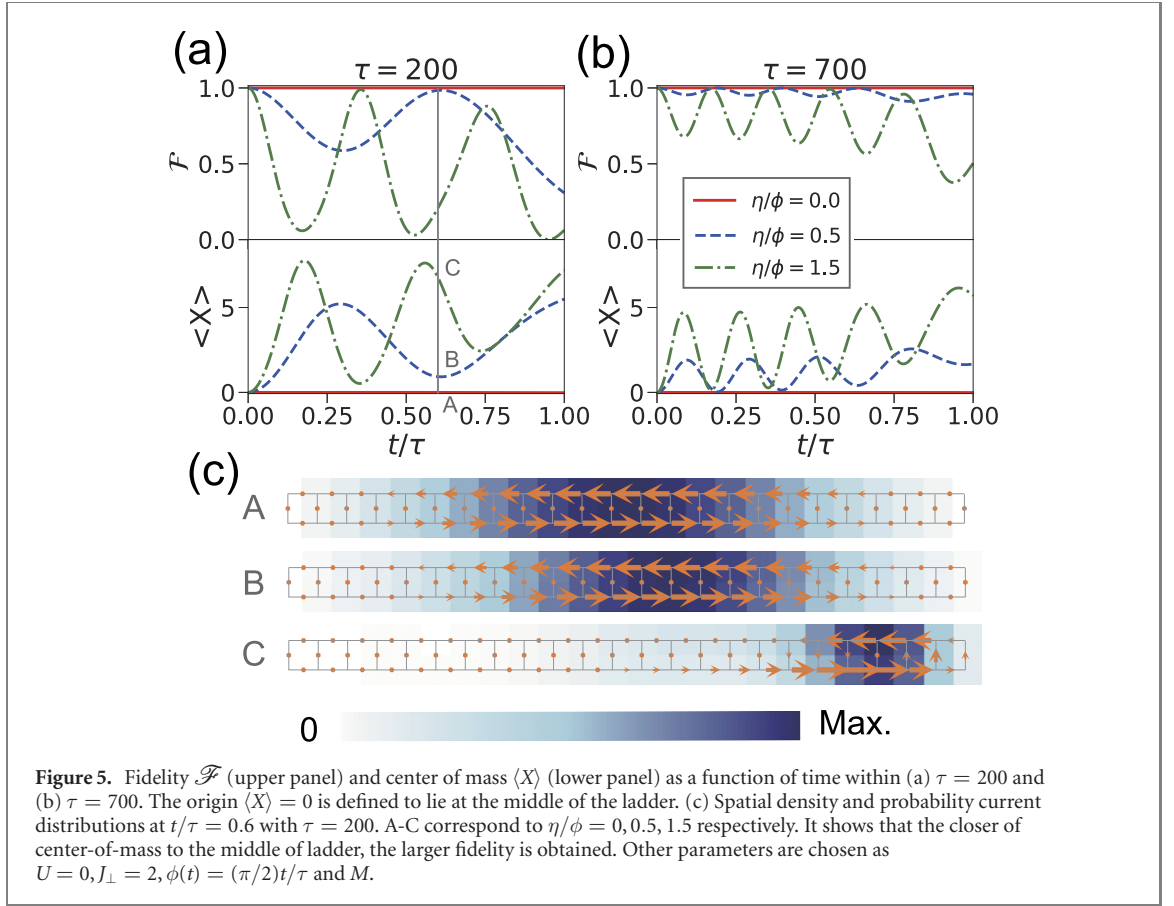 (a)
(b)
τ = 200
τ = 700
1.0
0.5
0.0
ℱ
5
0
<X>
C
B
A
0.00 0.25 0.50 0.75 1.00
t/τ
1.0
0.5
0.0
ℱ
η/ϕ = 0.0
η/ϕ = 0.5
η/ϕ = 1.5
5
0
<X>
0.00 0.25 0.50 0.75 1.00
t/τ
(c)
A
B
C
0 Max.
Figure 5. Fidelity ℱ (upper panel) and center of mass ⟨X⟩ (lower panel) as a function of time within (a) τ = 200 and
(b) τ = 700. The origin ⟨X⟩ = 0 is defined to lie at the middle of the ladder. (c) Spatial density and probability current
distributions at t/τ = 0.6 with τ = 200. A-C correspond to η/ϕ = 0, 0.5, 1.5 respectively. It shows that the closer of
center-of-mass to the middle of ladder, the larger fidelity is obtained. Other parameters are chosen as
U = 0, J⊥ = 2, ϕ(t) = (π/2)t/τ and M.